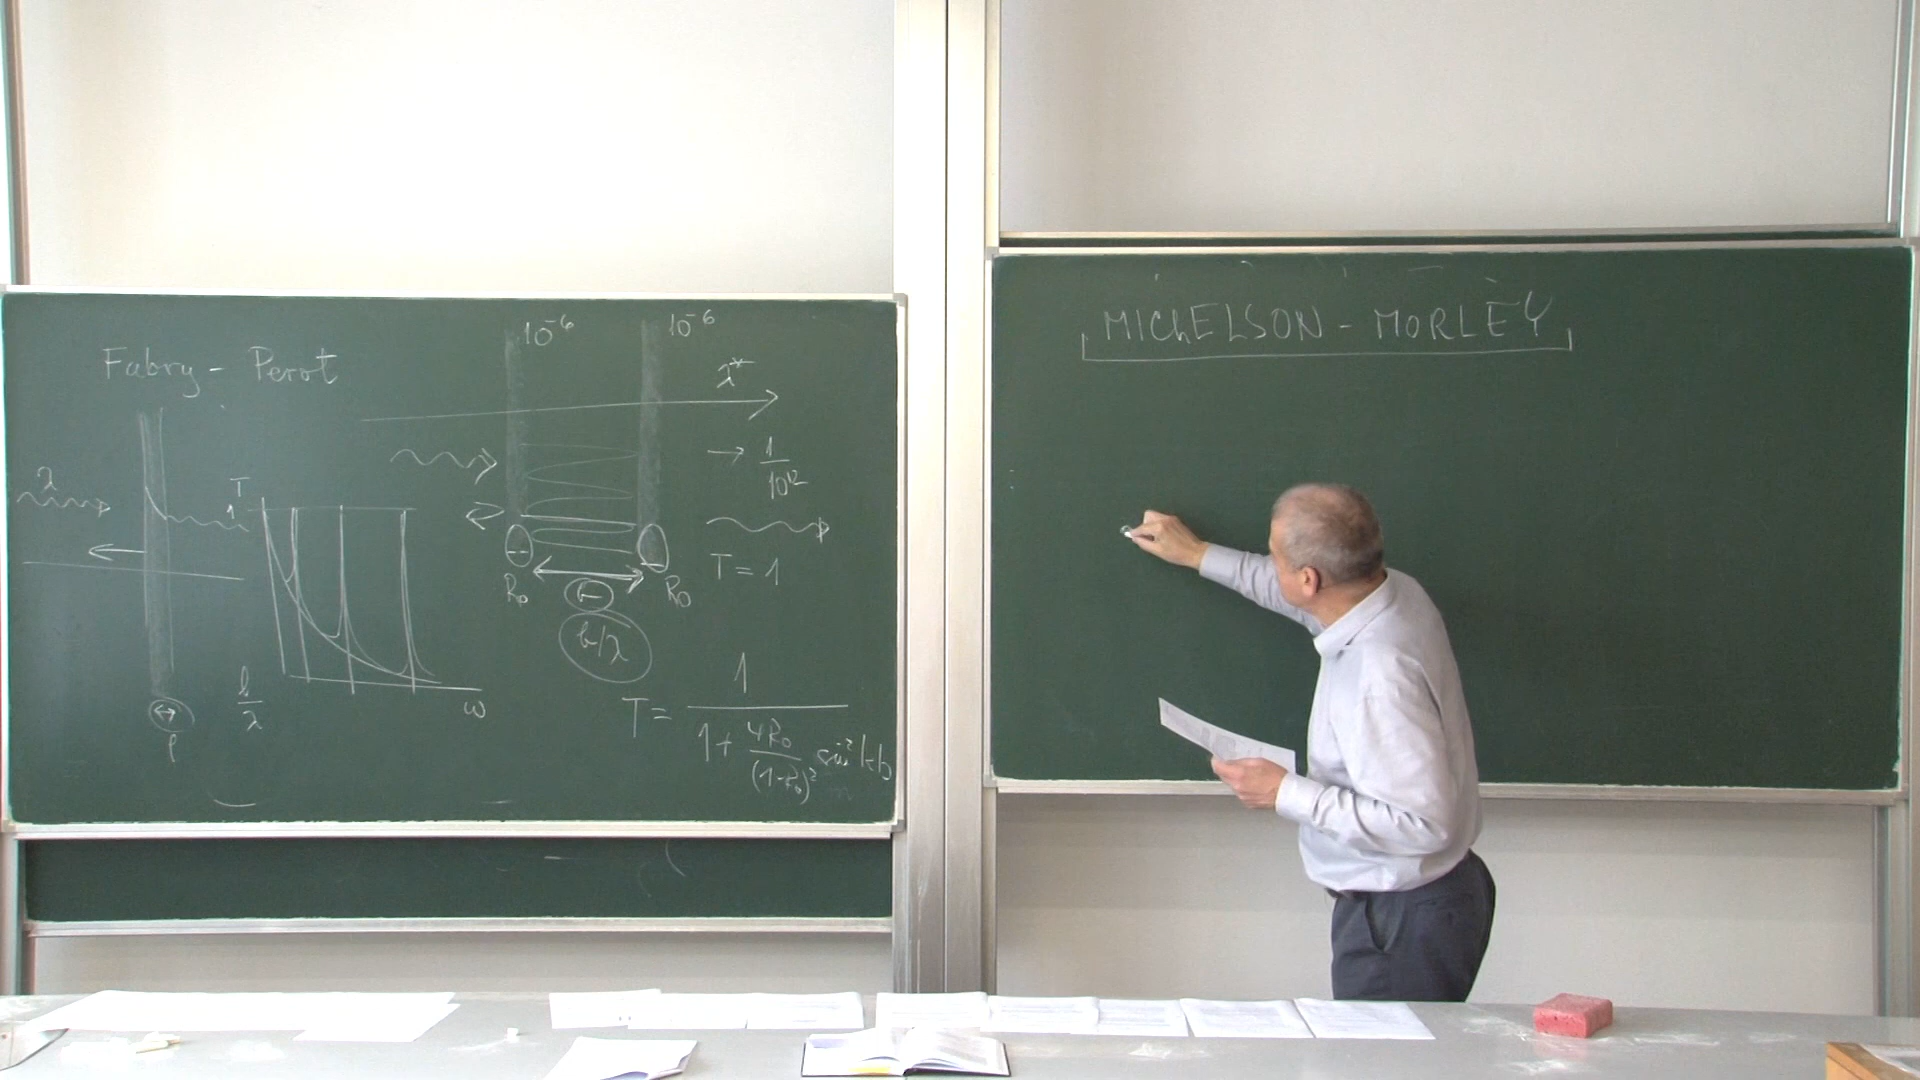 Fabry - Perot
10⁻⁶ 10⁻⁶
λ*
λ
→ 1/10¹²
T
1
R₀ R₀
T = 1
b/λ
l/λ
ω
T = 1/(1 + 4R₀/(1-R₀)² sin² kb)
l
MIChELSON - MORLEY